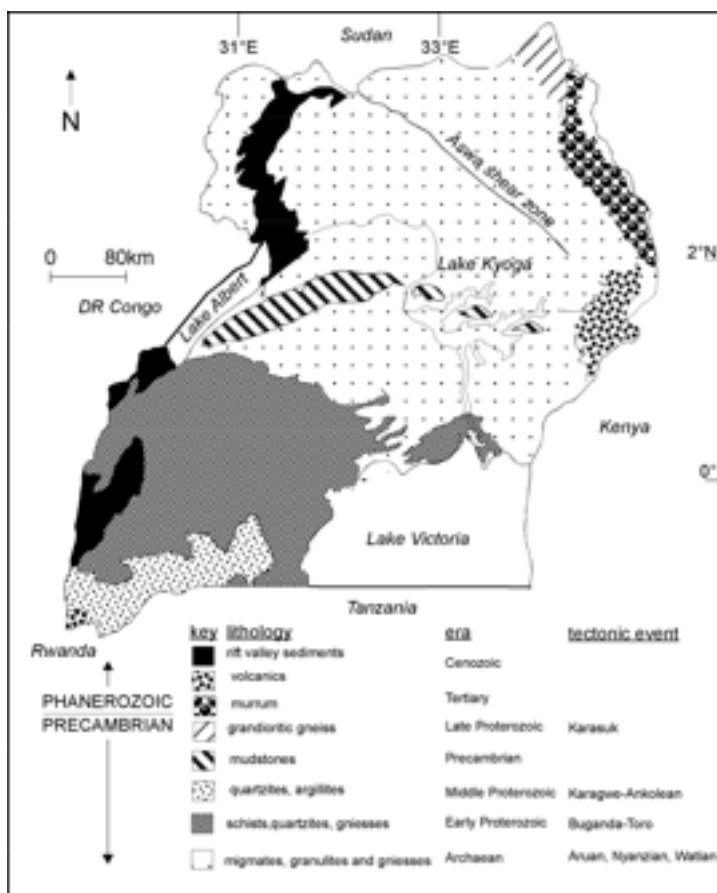 Sudan
31°E 33°E
N
Aswa shear zone
0 80km
2°N
Lake Kyoga
DR Congo
Lake Albert
Kenya
0°
Lake Victoria
Tanzania
Rwanda
key lithology era tectonic event
rift valley sediments Cenozoic
volcanics
murrum Tertiary
PHANEROZOIC
PRECAMBRIAN
grandioritic gneiss Late Proterozoic Karasuk
mudstones Precambrian
quartzites, argillites Middle Proterozoic Karagwe-Ankolean
schists,quartzites, gniesses Early Proterozoic Buganda-Toro
migmates, granulites and gniesses Archaean Aruan, Nyanzian, Watian